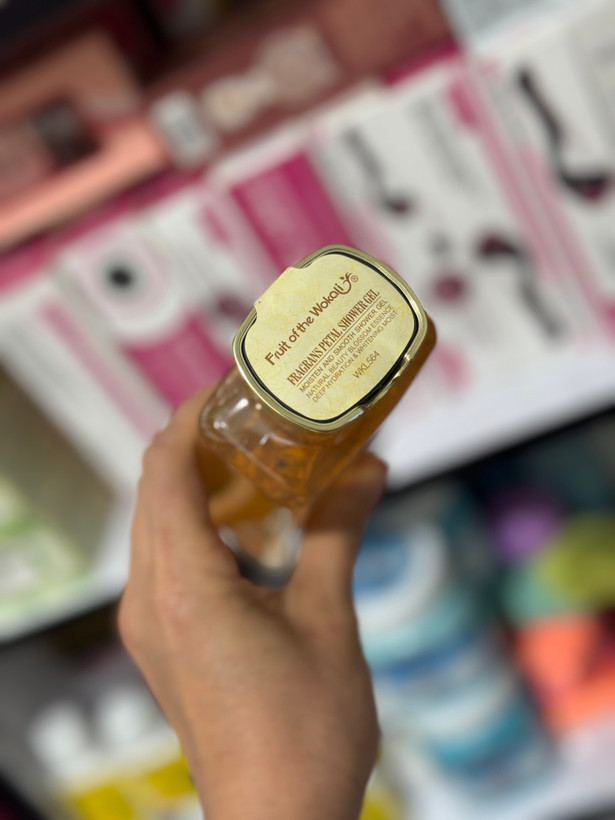 Fruit of the Wokali®
FRAGRANS PETAL SHOWER GEL
MOISTEN AND SMOOTH SHOWER GEL
NATURAL BEAUTY BLOSSOM ESSENCE
DEEP HYDRATION & WHITENING MOIST
WKL564